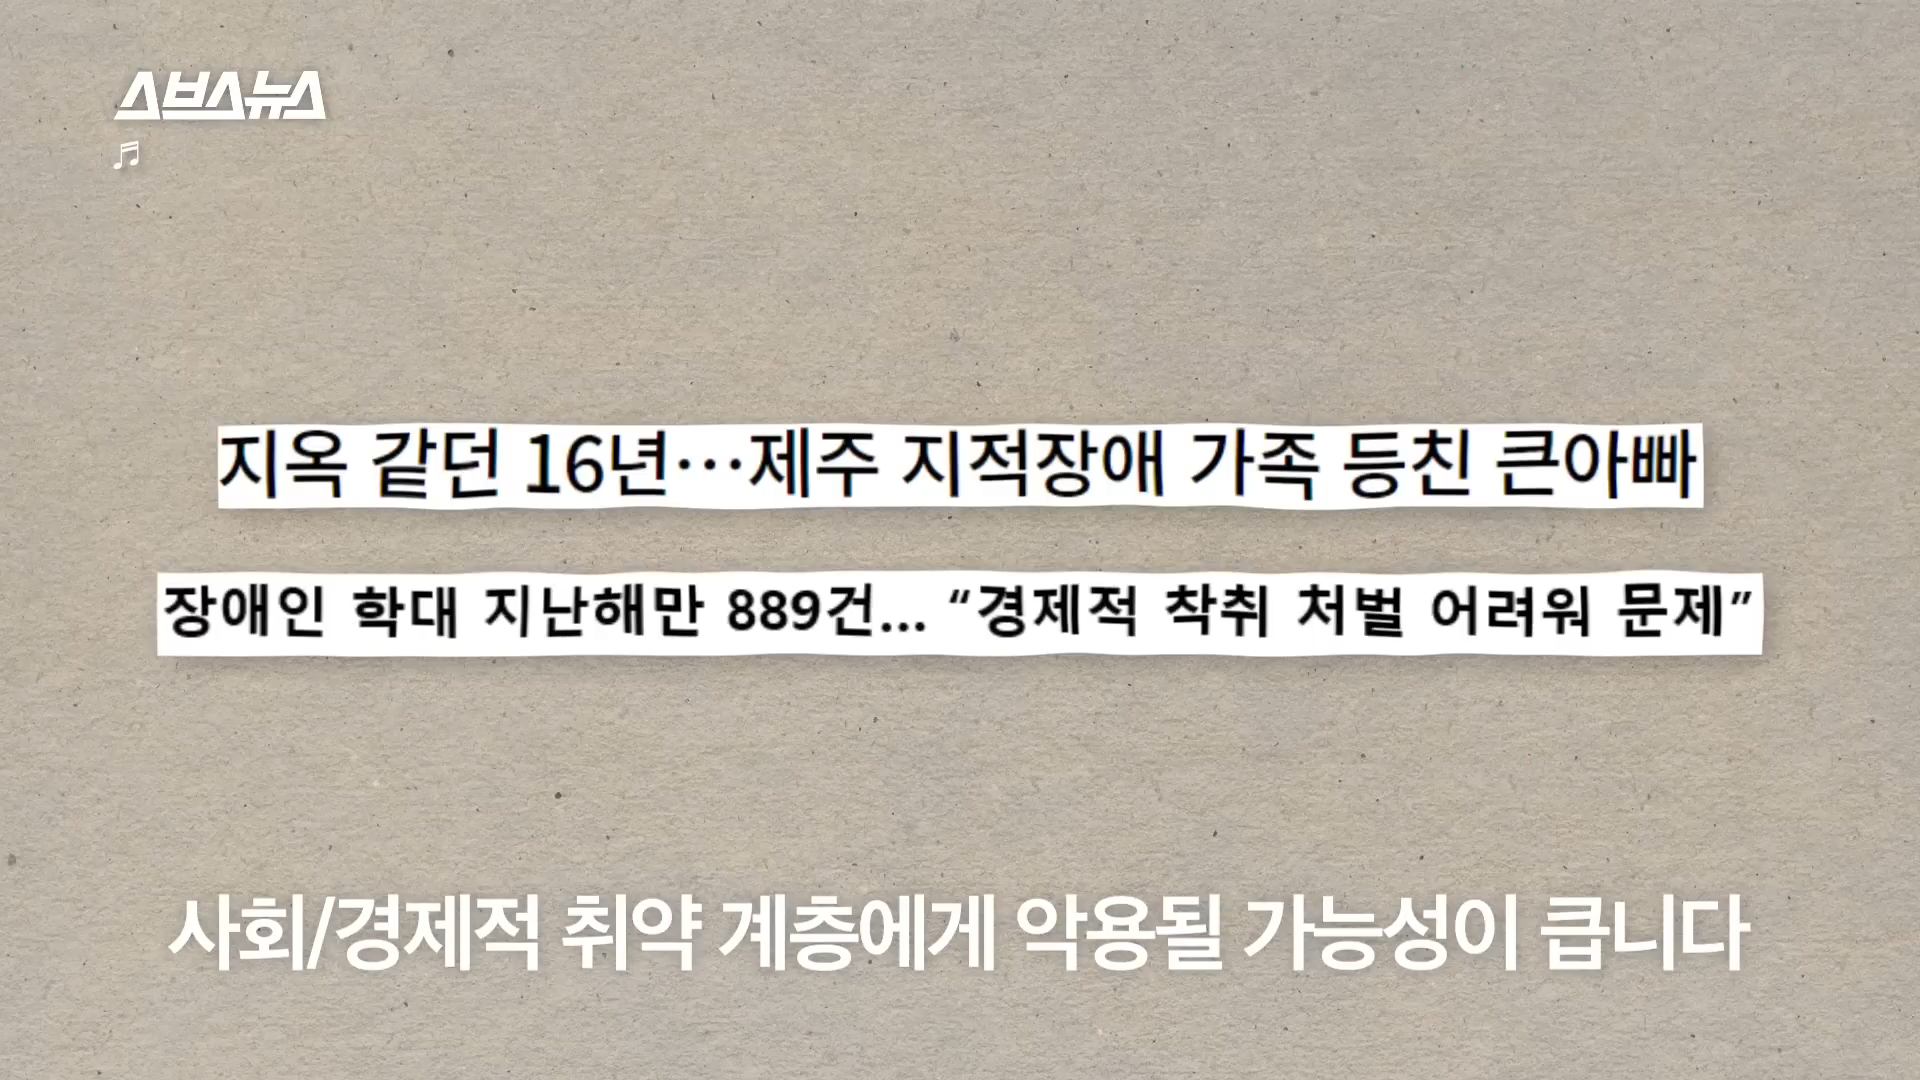 스브스뉴스
♬
지옥 같던 16년…제주 지적장애 가족 등친 큰아빠
장애인 학대 지난해만 889건... “경제적 착취 처벌 어려워 문제”
사회/경제적 취약 계층에게 악용될 가능성이 큽니다